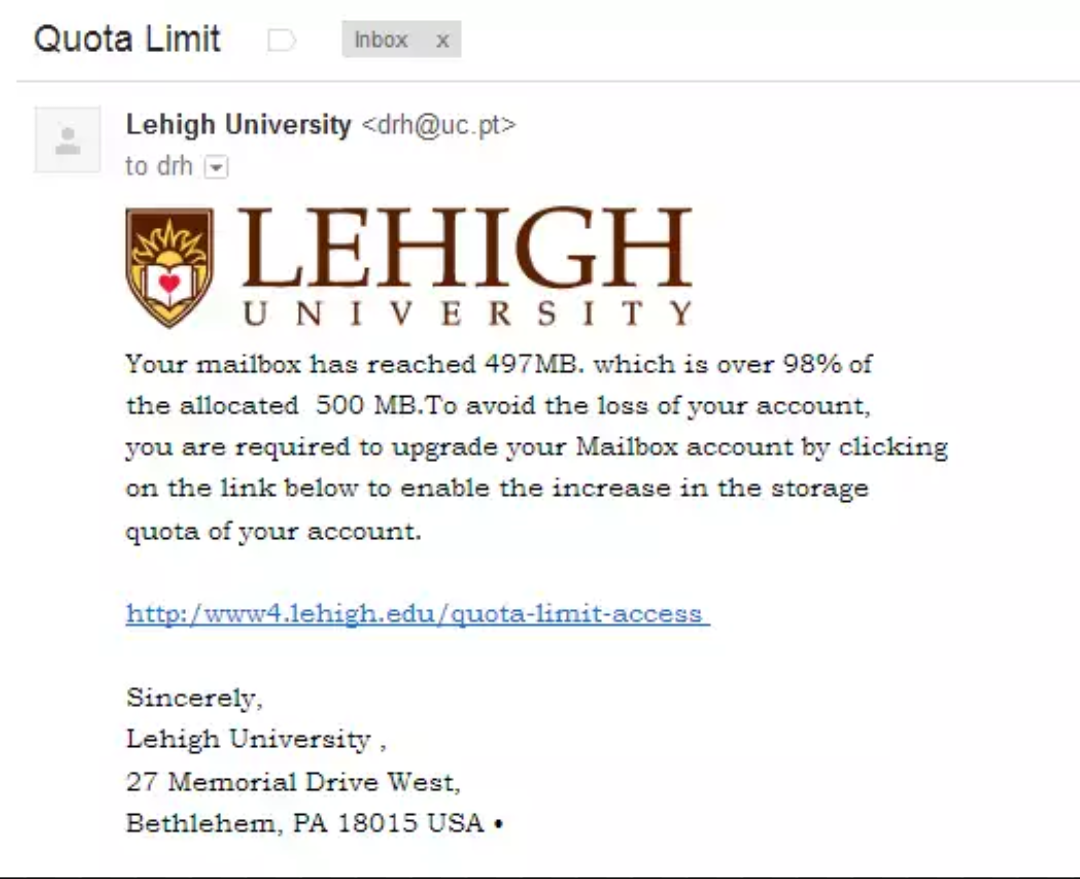 Quota Limit
Inbox x
Lehigh University <drh@uc.pt>
to drh
LEHIGH
UNIVERSITY
Your mailbox has reached 497MB. which is over 98% of
the allocated  500 MB.To avoid the loss of your account,
you are required to upgrade your Mailbox account by clicking
on the link below to enable the increase in the storage
quota of your account.
http:/www4.lehigh.edu/quota-limit-access
Sincerely,
Lehigh University ,
27 Memorial Drive West,
Bethlehem, PA 18015 USA •